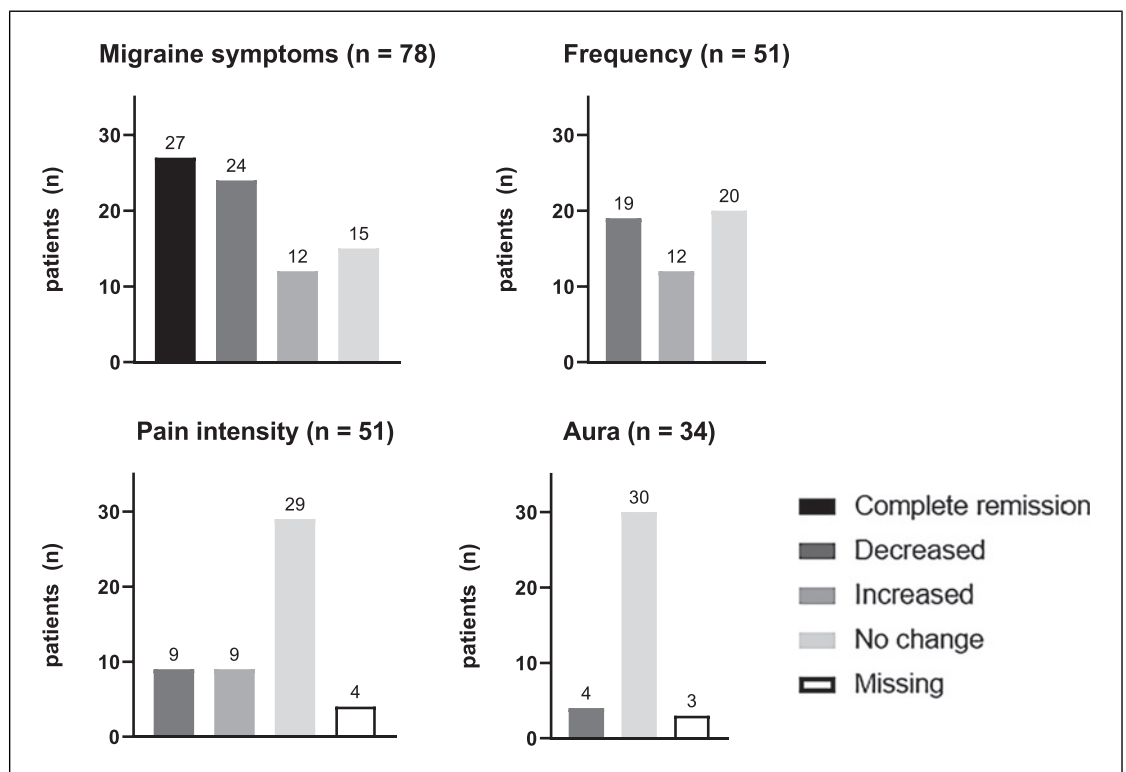 Migraine symptoms (n = 78)
patients (n)
30
20
10
0
27
24
12
15
Frequency (n = 51)
patients (n)
30
20
10
0
19
12
20
Pain intensity (n = 51)
patients (n)
30
20
10
0
9
9
29
4
Aura (n = 34)
patients (n)
30
20
10
0
4
30
3
Complete remission
Decreased
Increased
No change
Missing